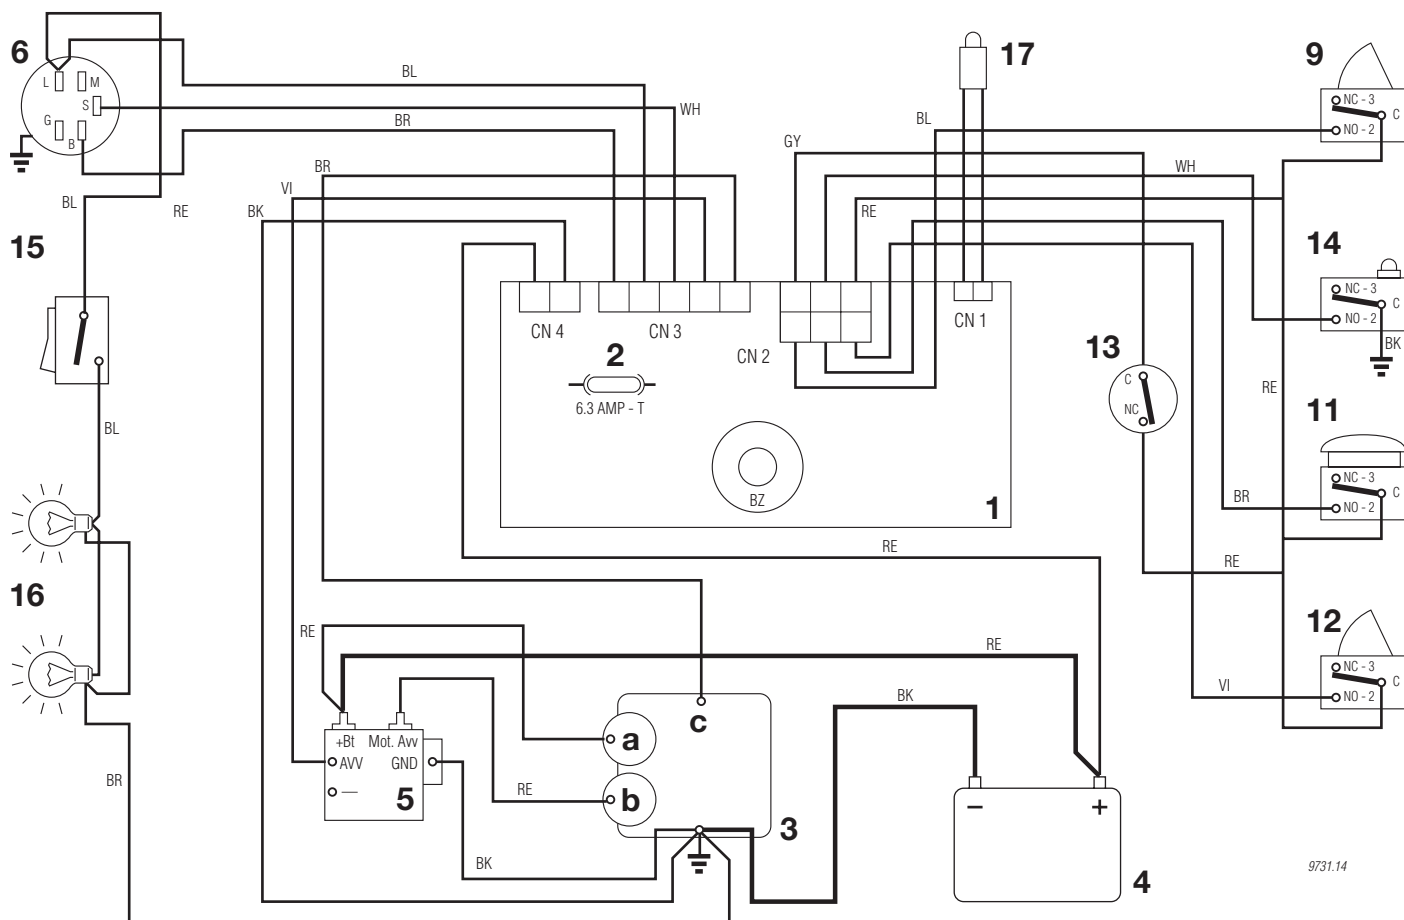 6
17
9
L
M
S
G
B
BL
WH
BR
BL
GY
NC - 3
C
NO - 2
BR
WH
VI
BL
RE
BK
RE
15
14
NC - 3
C
NO - 2
BK
CN 4
CN 3
CN 2
CN 1
2
6.3 AMP - T
13
C
NC
RE
11
BL
NC - 3
C
NO - 2
BR
BZ
1
RE
RE
16
12
RE
RE
NC - 3
C
NO - 2
VI
BK
c
a
+Bt
Mot. Avv
AVV
GND
—
5
RE
b
3
BR
− +
4
BK
9731.14